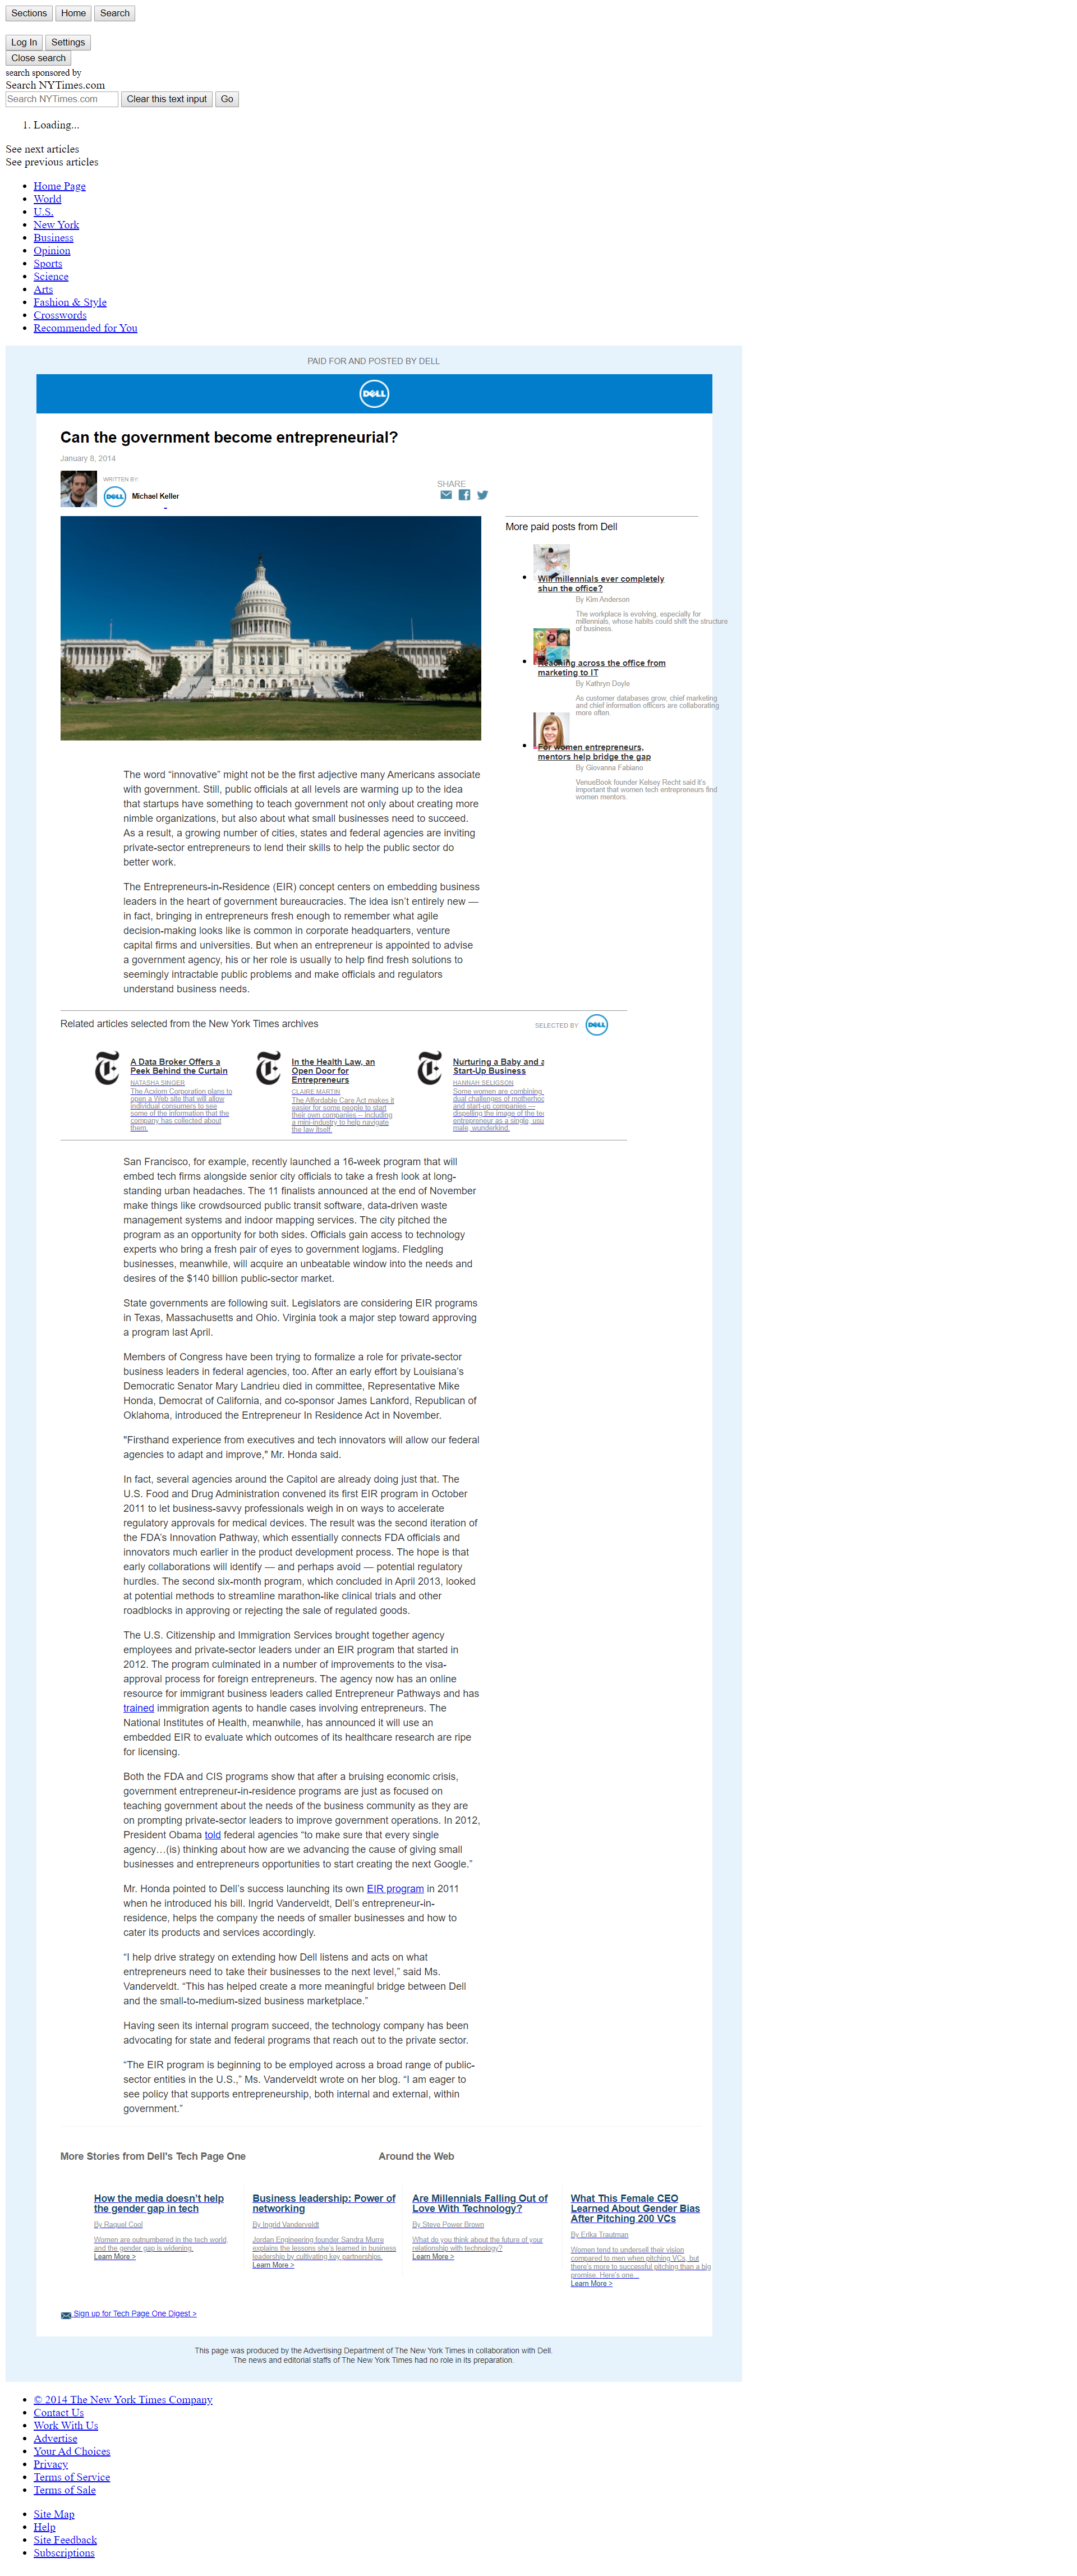 Sections Home Search
Log In Settings
Close search
search sponsored by
Search NYTimes.com
Search NYTimes.com Clear this text input Go
1. Loading...
See next articles
See previous articles
Home Page
World
U.S.
New York
Business
Opinion
Sports
Science
Arts
Fashion & Style
Crosswords
Recommended for You
PAID FOR AND POSTED BY DELL
DELL
Can the government become entrepreneurial?
January 8, 2014
WRITTEN BY:
DELL Michael Keller
SHARE
More paid posts from Dell
Will millennials ever completely
shun the office?
By Kim Anderson
The workplace is evolving, especially for
millennials, whose habits could shift the structure
of business.
Reaching across the office from
marketing to IT
By Kathryn Doyle
As customer databases grow, chief marketing
and chief information officers are collaborating
more often.
For women entrepreneurs,
mentors help bridge the gap
By Giovanna Fabiano
VenueBook founder Kelsey Recht said it's
important that women tech entrepreneurs find
women mentors.
The word “innovative” might not be the first adjective many Americans associate
with government. Still, public officials at all levels are warming up to the idea
that startups have something to teach government not only about creating more
nimble organizations, but also about what small businesses need to succeed.
As a result, a growing number of cities, states and federal agencies are inviting
private-sector entrepreneurs to lend their skills to help the public sector do
better work.
The Entrepreneurs-in-Residence (EIR) concept centers on embedding business
leaders in the heart of government bureaucracies. The idea isn’t entirely new —
in fact, bringing in entrepreneurs fresh enough to remember what agile
decision-making looks like is common in corporate headquarters, venture
capital firms and universities. But when an entrepreneur is appointed to advise
a government agency, his or her role is usually to help find fresh solutions to
seemingly intractable public problems and make officials and regulators
understand business needs.
Related articles selected from the New York Times archives
SELECTED BY DELL
A Data Broker Offers a
Peek Behind the Curtain
NATASHA SINGER
The Acxiom Corporation plans to
open a Web site that will allow
individual consumers to see
some of the information that the
company has collected about
them.
In the Health Law, an
Open Door for
Entrepreneurs
CLAIRE MARTIN
The Affordable Care Act makes it
easier for some people to start
their own companies -- including
a mini-industry to help navigate
the law itself.
Nurturing a Baby and a
Start-Up Business
HANNAH SELIGSON
Some women are combining
dual challenges of motherhoo
and start-up companies —
dispelling the image of the te
entrepreneur as a single, usu
male, wunderkind.
San Francisco, for example, recently launched a 16-week program that will
embed tech firms alongside senior city officials to take a fresh look at long-
standing urban headaches. The 11 finalists announced at the end of November
make things like crowdsourced public transit software, data-driven waste
management systems and indoor mapping services. The city pitched the
program as an opportunity for both sides. Officials gain access to technology
experts who bring a fresh pair of eyes to government logjams. Fledgling
businesses, meanwhile, will acquire an unbeatable window into the needs and
desires of the $140 billion public-sector market.
State governments are following suit. Legislators are considering EIR programs
in Texas, Massachusetts and Ohio. Virginia took a major step toward approving
a program last April.
Members of Congress have been trying to formalize a role for private-sector
business leaders in federal agencies, too. After an early effort by Louisiana’s
Democratic Senator Mary Landrieu died in committee, Representative Mike
Honda, Democrat of California, and co-sponsor James Lankford, Republican of
Oklahoma, introduced the Entrepreneur In Residence Act in November.
"Firsthand experience from executives and tech innovators will allow our federal
agencies to adapt and improve," Mr. Honda said.
In fact, several agencies around the Capitol are already doing just that. The
U.S. Food and Drug Administration convened its first EIR program in October
2011 to let business-savvy professionals weigh in on ways to accelerate
regulatory approvals for medical devices. The result was the second iteration of
the FDA’s Innovation Pathway, which essentially connects FDA officials and
innovators much earlier in the product development process. The hope is that
early collaborations will identify — and perhaps avoid — potential regulatory
hurdles. The second six-month program, which concluded in April 2013, looked
at potential methods to streamline marathon-like clinical trials and other
roadblocks in approving or rejecting the sale of regulated goods.
The U.S. Citizenship and Immigration Services brought together agency
employees and private-sector leaders under an EIR program that started in
2012. The program culminated in a number of improvements to the visa-
approval process for foreign entrepreneurs. The agency now has an online
resource for immigrant business leaders called Entrepreneur Pathways and has
trained immigration agents to handle cases involving entrepreneurs. The
National Institutes of Health, meanwhile, has announced it will use an
embedded EIR to evaluate which outcomes of its healthcare research are ripe
for licensing.
Both the FDA and CIS programs show that after a bruising economic crisis,
government entrepreneur-in-residence programs are just as focused on
teaching government about the needs of the business community as they are
on prompting private-sector leaders to improve government operations. In 2012,
President Obama told federal agencies “to make sure that every single
agency…(is) thinking about how are we advancing the cause of giving small
businesses and entrepreneurs opportunities to start creating the next Google.”
Mr. Honda pointed to Dell’s success launching its own EIR program in 2011
when he introduced his bill. Ingrid Vanderveldt, Dell’s entrepreneur-in-
residence, helps the company the needs of smaller businesses and how to
cater its products and services accordingly.
“I help drive strategy on extending how Dell listens and acts on what
entrepreneurs need to take their businesses to the next level,” said Ms.
Vanderveldt. “This has helped create a more meaningful bridge between Dell
and the small-to-medium-sized business marketplace.”
Having seen its internal program succeed, the technology company has been
advocating for state and federal programs that reach out to the private sector.
“The EIR program is beginning to be employed across a broad range of public-
sector entities in the U.S.,” Ms. Vanderveldt wrote on her blog. “I am eager to
see policy that supports entrepreneurship, both internal and external, within
government.”
More Stories from Dell's Tech Page One
Around the Web
How the media doesn’t help
the gender gap in tech
By Raquel Cool
Women are outnumbered in the tech world,
and the gender gap is widening.
Learn More >
Business leadership: Power of
networking
By Ingrid Vanderveldt
Jordan Engineering founder Sandra Murre
explains the lessons she's learned in business
leadership by cultivating key partnerships.
Learn More >
Are Millennials Falling Out of
Love With Technology?
By Steve Power Brown
What do you think about the future of your
relationship with technology?
Learn More >
What This Female CEO
Learned About Gender Bias
After Pitching 200 VCs
By Erika Trautman
Women tend to undersell their vision
compared to men when pitching VCs, but
there's more to successful pitching than a big
promise. Here's one...
Learn More >
Sign up for Tech Page One Digest >
This page was produced by the Advertising Department of The New York Times in collaboration with Dell.
The news and editorial staffs of The New York Times had no role in its preparation.
© 2014 The New York Times Company
Contact Us
Work With Us
Advertise
Your Ad Choices
Privacy
Terms of Service
Terms of Sale
Site Map
Help
Site Feedback
Subscriptions